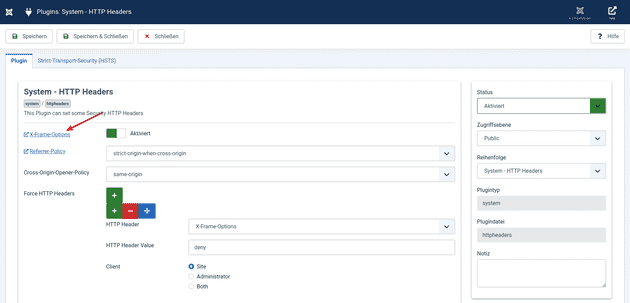 Plugins: System - HTTP Headers
Speichern
Speichern & Schließen
Schließen
Hilfe
Plugin
Strict-Transport-Security (HSTS)
System - HTTP Headers
system / httpheaders
This Plugin can set some Security HTTP Headers
X-Frame-Options
Aktiviert
Referrer-Policy
strict-origin-when-cross-origin
Cross-Origin-Opener-Policy
same-origin
Force HTTP Headers
HTTP Header
X-Frame-Options
HTTP Header Value
deny
Client
Site
Administrator
Both
Status
Aktiviert
Zugriffsebene
Public
Reihenfolge
System - HTTP Headers
Plugintyp
system
Plugindatei
httpheaders
Notiz